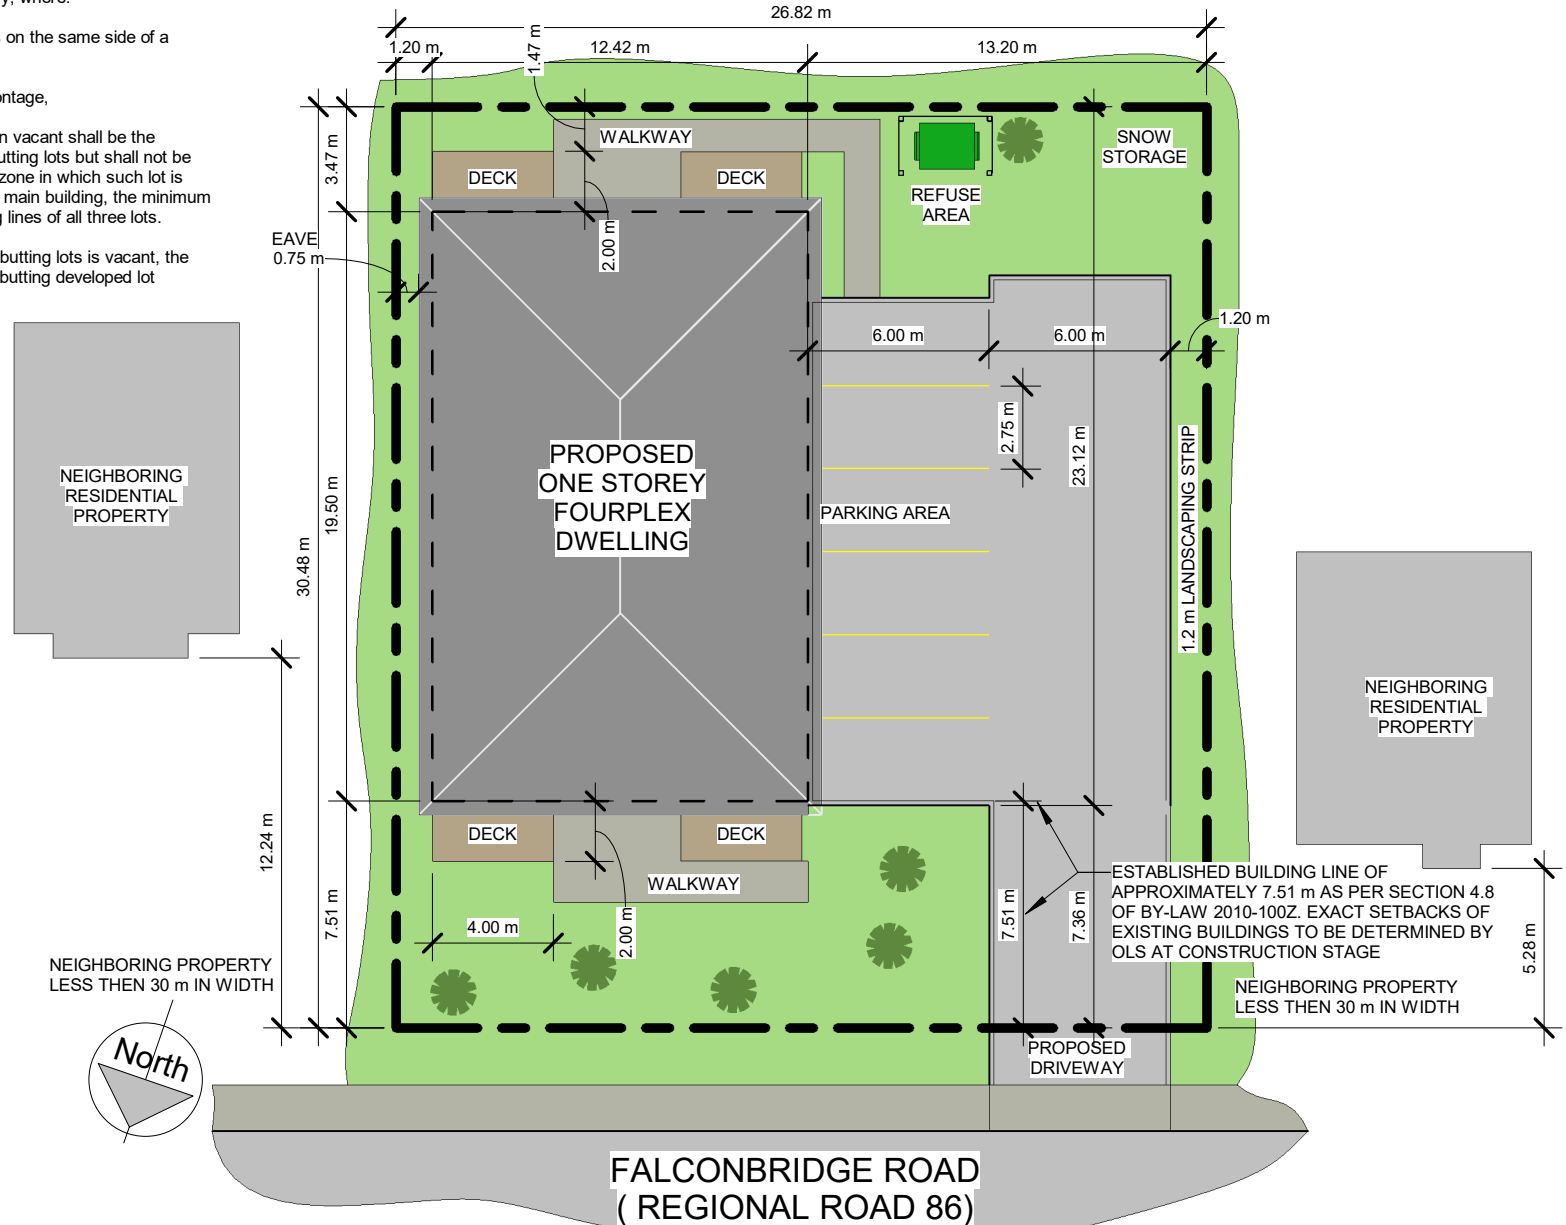 y, where:
on the same side of a
ontage,
n vacant shall be the
utting lots but shall not be
zone in which such lot is
main building, the minimum
g lines of all three lots.
butting lots is vacant, the
butting developed lot
26.82 m
1.20 m
12.42 m
1.47 m
13.20 m
30.48 m
3.47 m
19.50 m
7.51 m
12.24 m
WALKWAY
DECK
DECK
2.00 m
EAVE
0.75 m
REFUSE
AREA
SNOW
STORAGE
6.00 m
6.00 m
1.20 m
2.75 m
23.12 m
1.2 m LANDSCAPING STRIP
PARKING AREA
PROPOSED
ONE STOREY
FOURPLEX
DWELLING
NEIGHBORING
RESIDENTIAL
PROPERTY
NEIGHBORING
RESIDENTIAL
PROPERTY
DECK
DECK
WALKWAY
4.00 m
2.00 m
7.51 m
7.36 m
ESTABLISHED BUILDING LINE OF
APPROXIMATELY 7.51 m AS PER SECTION 4.8
OF BY-LAW 2010-100Z. EXACT SETBACKS OF
EXISTING BUILDINGS TO BE DETERMINED BY
OLS AT CONSTRUCTION STAGE
5.28 m
NEIGHBORING PROPERTY
LESS THEN 30 m IN WIDTH
NEIGHBORING PROPERTY
LESS THEN 30 m IN WIDTH
North
PROPOSED
DRIVEWAY
FALCONBRIDGE ROAD
( REGIONAL ROAD 86)